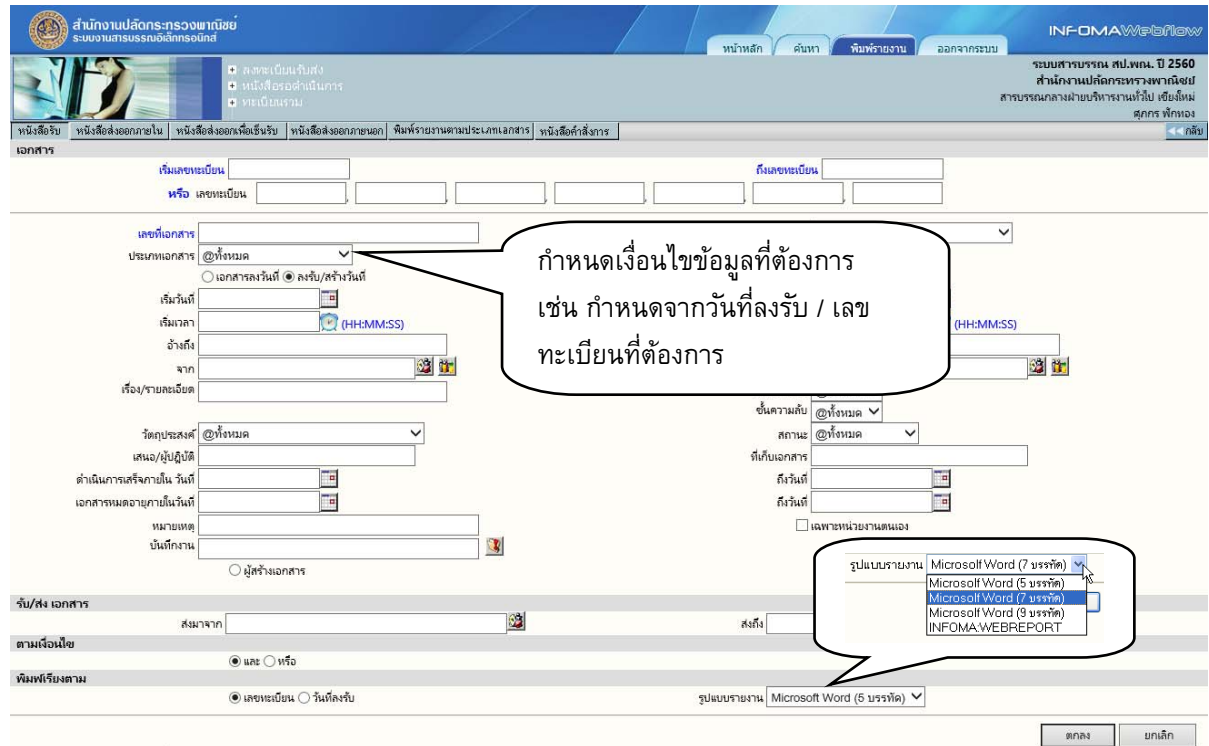 สำนักงานปลัดกระทรวงพาณิชย์
ระบบงานสารบรรณอิเล็กทรอนิกส์
INFOMAWebflow
หน้าหลัก ค้นหา พิมพ์รายงาน ออกจากระบบ
ลงทะเบียนรับส่ง
หนังสือรอดำเนินการ
ทะเบียนรวม
ระบบสารบรรณ สป.พณ. ปี 2560
สำนักงานปลัดกระทรวงพาณิชย์
สารบรรณกลางฝ่ายบริหารงานทั่วไป เชียงใหม่
ศุภกร ฟักทอง
หนังสือรับ หนังสือส่งออกภายใน หนังสือส่งออกเพื่อเซ็นรับ หนังสือส่งออกภายนอก พิมพ์รายงานตามประเภทเอกสาร หนังสือคำสั่งการ << กลับ
เอกสาร
เริ่มเลขทะเบียน ถึงเลขทะเบียน
หรือ เลขทะเบียน , , , , , ,
เลขที่เอกสาร
ประเภทเอกสาร @ทั้งหมด
เอกสารลงวันที่ ลงรับ/สร้างวันที่
เริ่มวันที่
เริ่มเวลา (HH:MM:SS) (HH:MM:SS)
อ้างถึง
จาก
เรื่อง/รายละเอียด
กำหนดเงื่อนไขข้อมูลที่ต้องการ
เช่น กำหนดจากวันที่ลงรับ / เลข
ทะเบียนที่ต้องการ
ชั้นความลับ @ทั้งหมด
วัตถุประสงค์ @ทั้งหมด สถานะ @ทั้งหมด
เสนอ/ผู้ปฏิบัติ ที่เก็บเอกสาร
ดำเนินการเสร็จภายใน วันที่ ถึงวันที่
เอกสารหมดอายุภายในวันที่ ถึงวันที่
หมายเหตุ เฉพาะหน่วยงานตนเอง
บันทึกงาน
ผู้สร้างเอกสาร
รูปแบบรายงาน Microsolf Word (7 บรรทัด)
Microsolf Word (5 บรรทัด)
Microsolf Word (7 บรรทัด)
Microsolf Word (9 บรรทัด)
INFOMA:WEBREPORT
รับ/ส่ง เอกสาร
ส่งมาจาก ส่งถึง
ตามเงื่อนไข
และ หรือ
พิมพ์เรียงตาม
เลขทะเบียน วันที่ลงรับ รูปแบบรายงาน Microsoft Word (5 บรรทัด)
ตกลง ยกเลิก